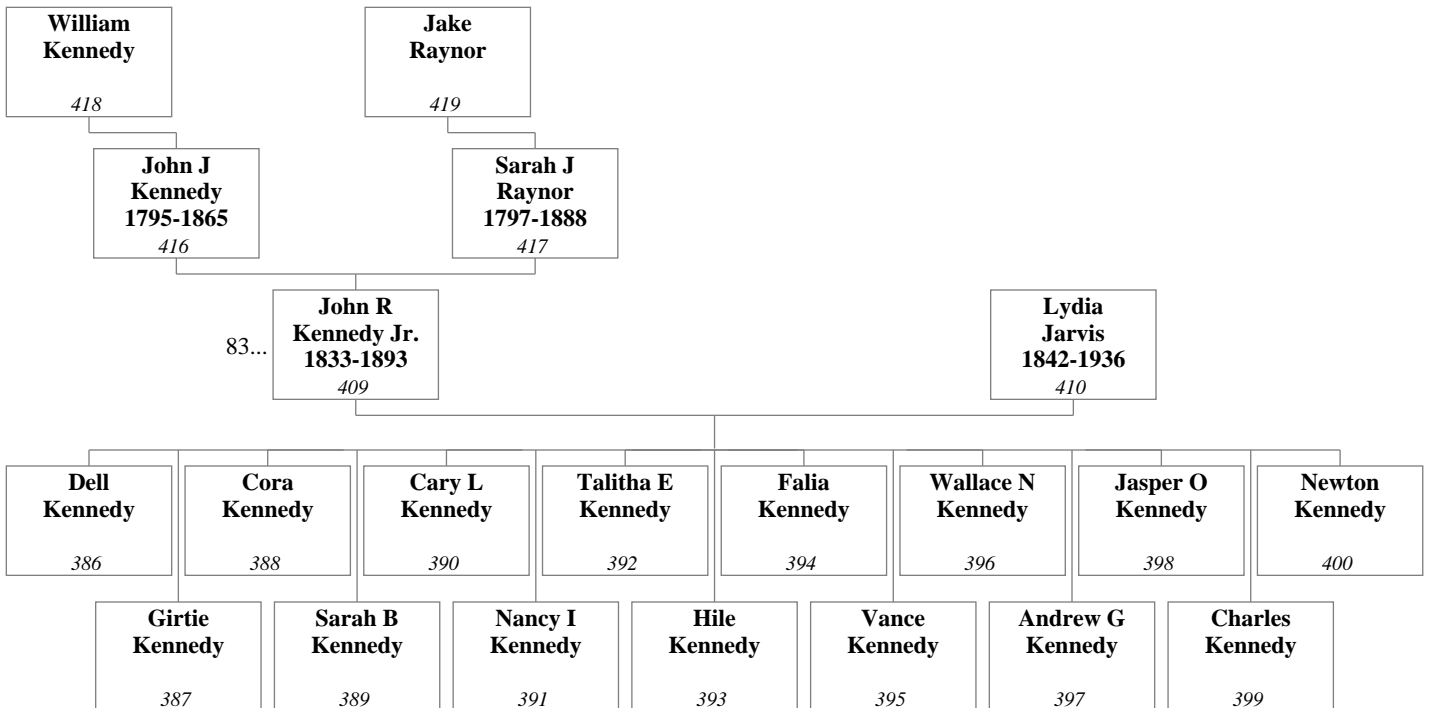 William
Kennedy
418
Jake
Raynor
419
John J
Kennedy
1795-1865
416
Sarah J
Raynor
1797-1888
417
83...
John R
Kennedy Jr.
1833-1893
409
Lydia
Jarvis
1842-1936
410
Dell
Kennedy
386
Cora
Kennedy
388
Cary L
Kennedy
390
Talitha E
Kennedy
392
Falia
Kennedy
394
Wallace N
Kennedy
396
Jasper O
Kennedy
398
Newton
Kennedy
400
Girtie
Kennedy
387
Sarah B
Kennedy
389
Nancy I
Kennedy
391
Hile
Kennedy
393
Vance
Kennedy
395
Andrew G
Kennedy
397
Charles
Kennedy
399